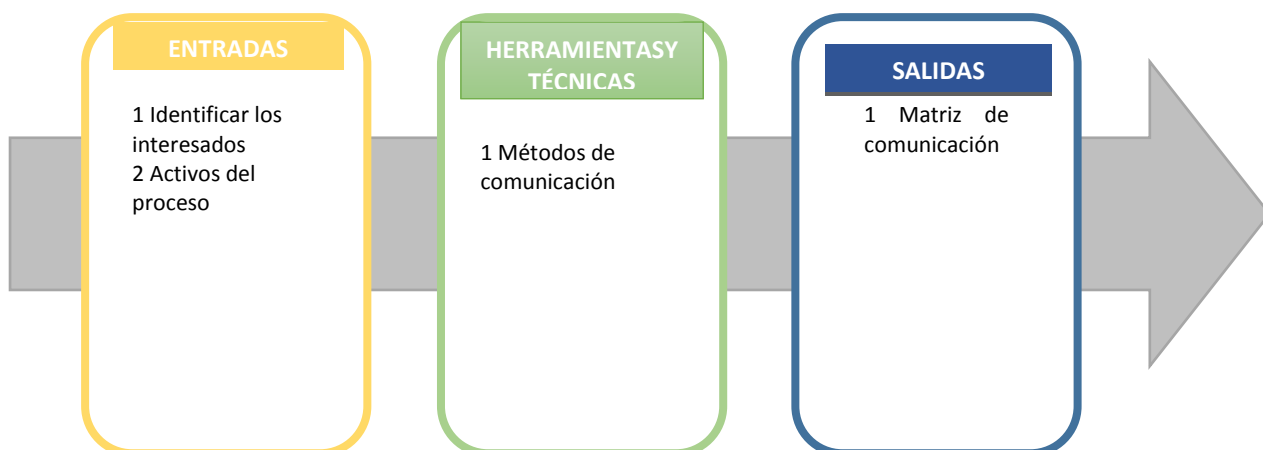 ENTRADAS
1 Identificar los
interesados
2 Activos del
proceso
HERRAMIENTASY
TÉCNICAS
1 Métodos de
comunicación
SALIDAS
1 Matriz de
comunicación